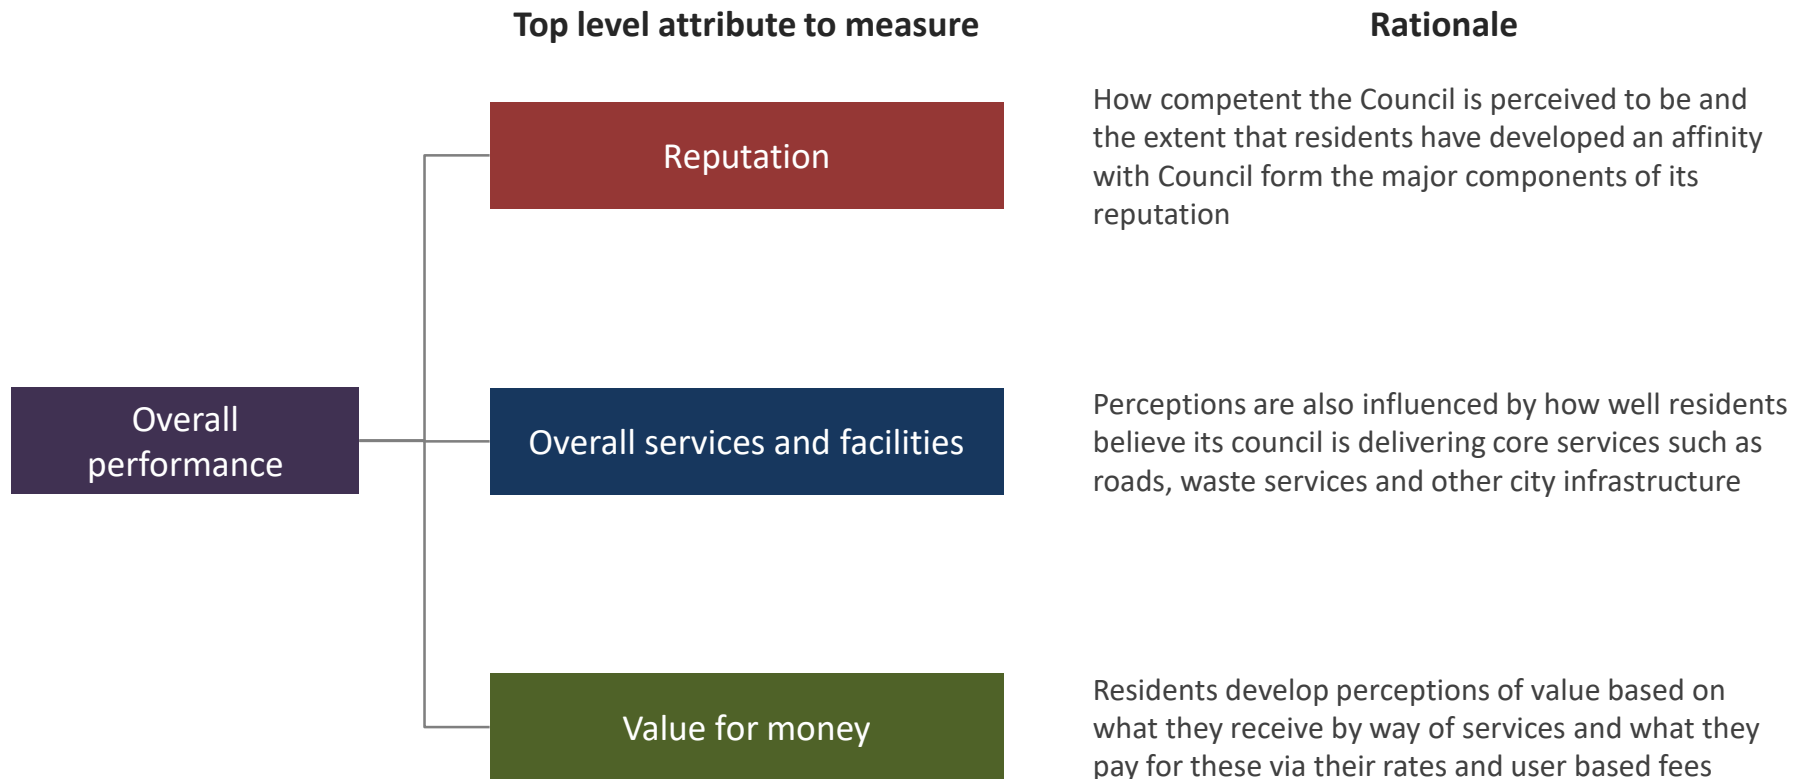 Top level attribute to measure
Rationale
Reputation
How competent the Council is perceived to be and
the extent that residents have developed an affinity
with Council form the major components of its
reputation
Overall
performance
Overall services and facilities
Perceptions are also influenced by how well residents
believe its council is delivering core services such as
roads, waste services and other city infrastructure
Value for money
Residents develop perceptions of value based on
what they receive by way of services and what they
pay for these via their rates and user based fees